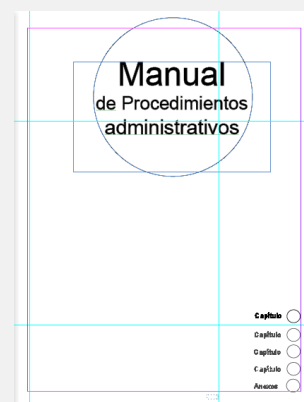 Manual
de Procedimientos
administrativos
Capítulo
Capítulo
Capítulo
Capítulo
Anexos